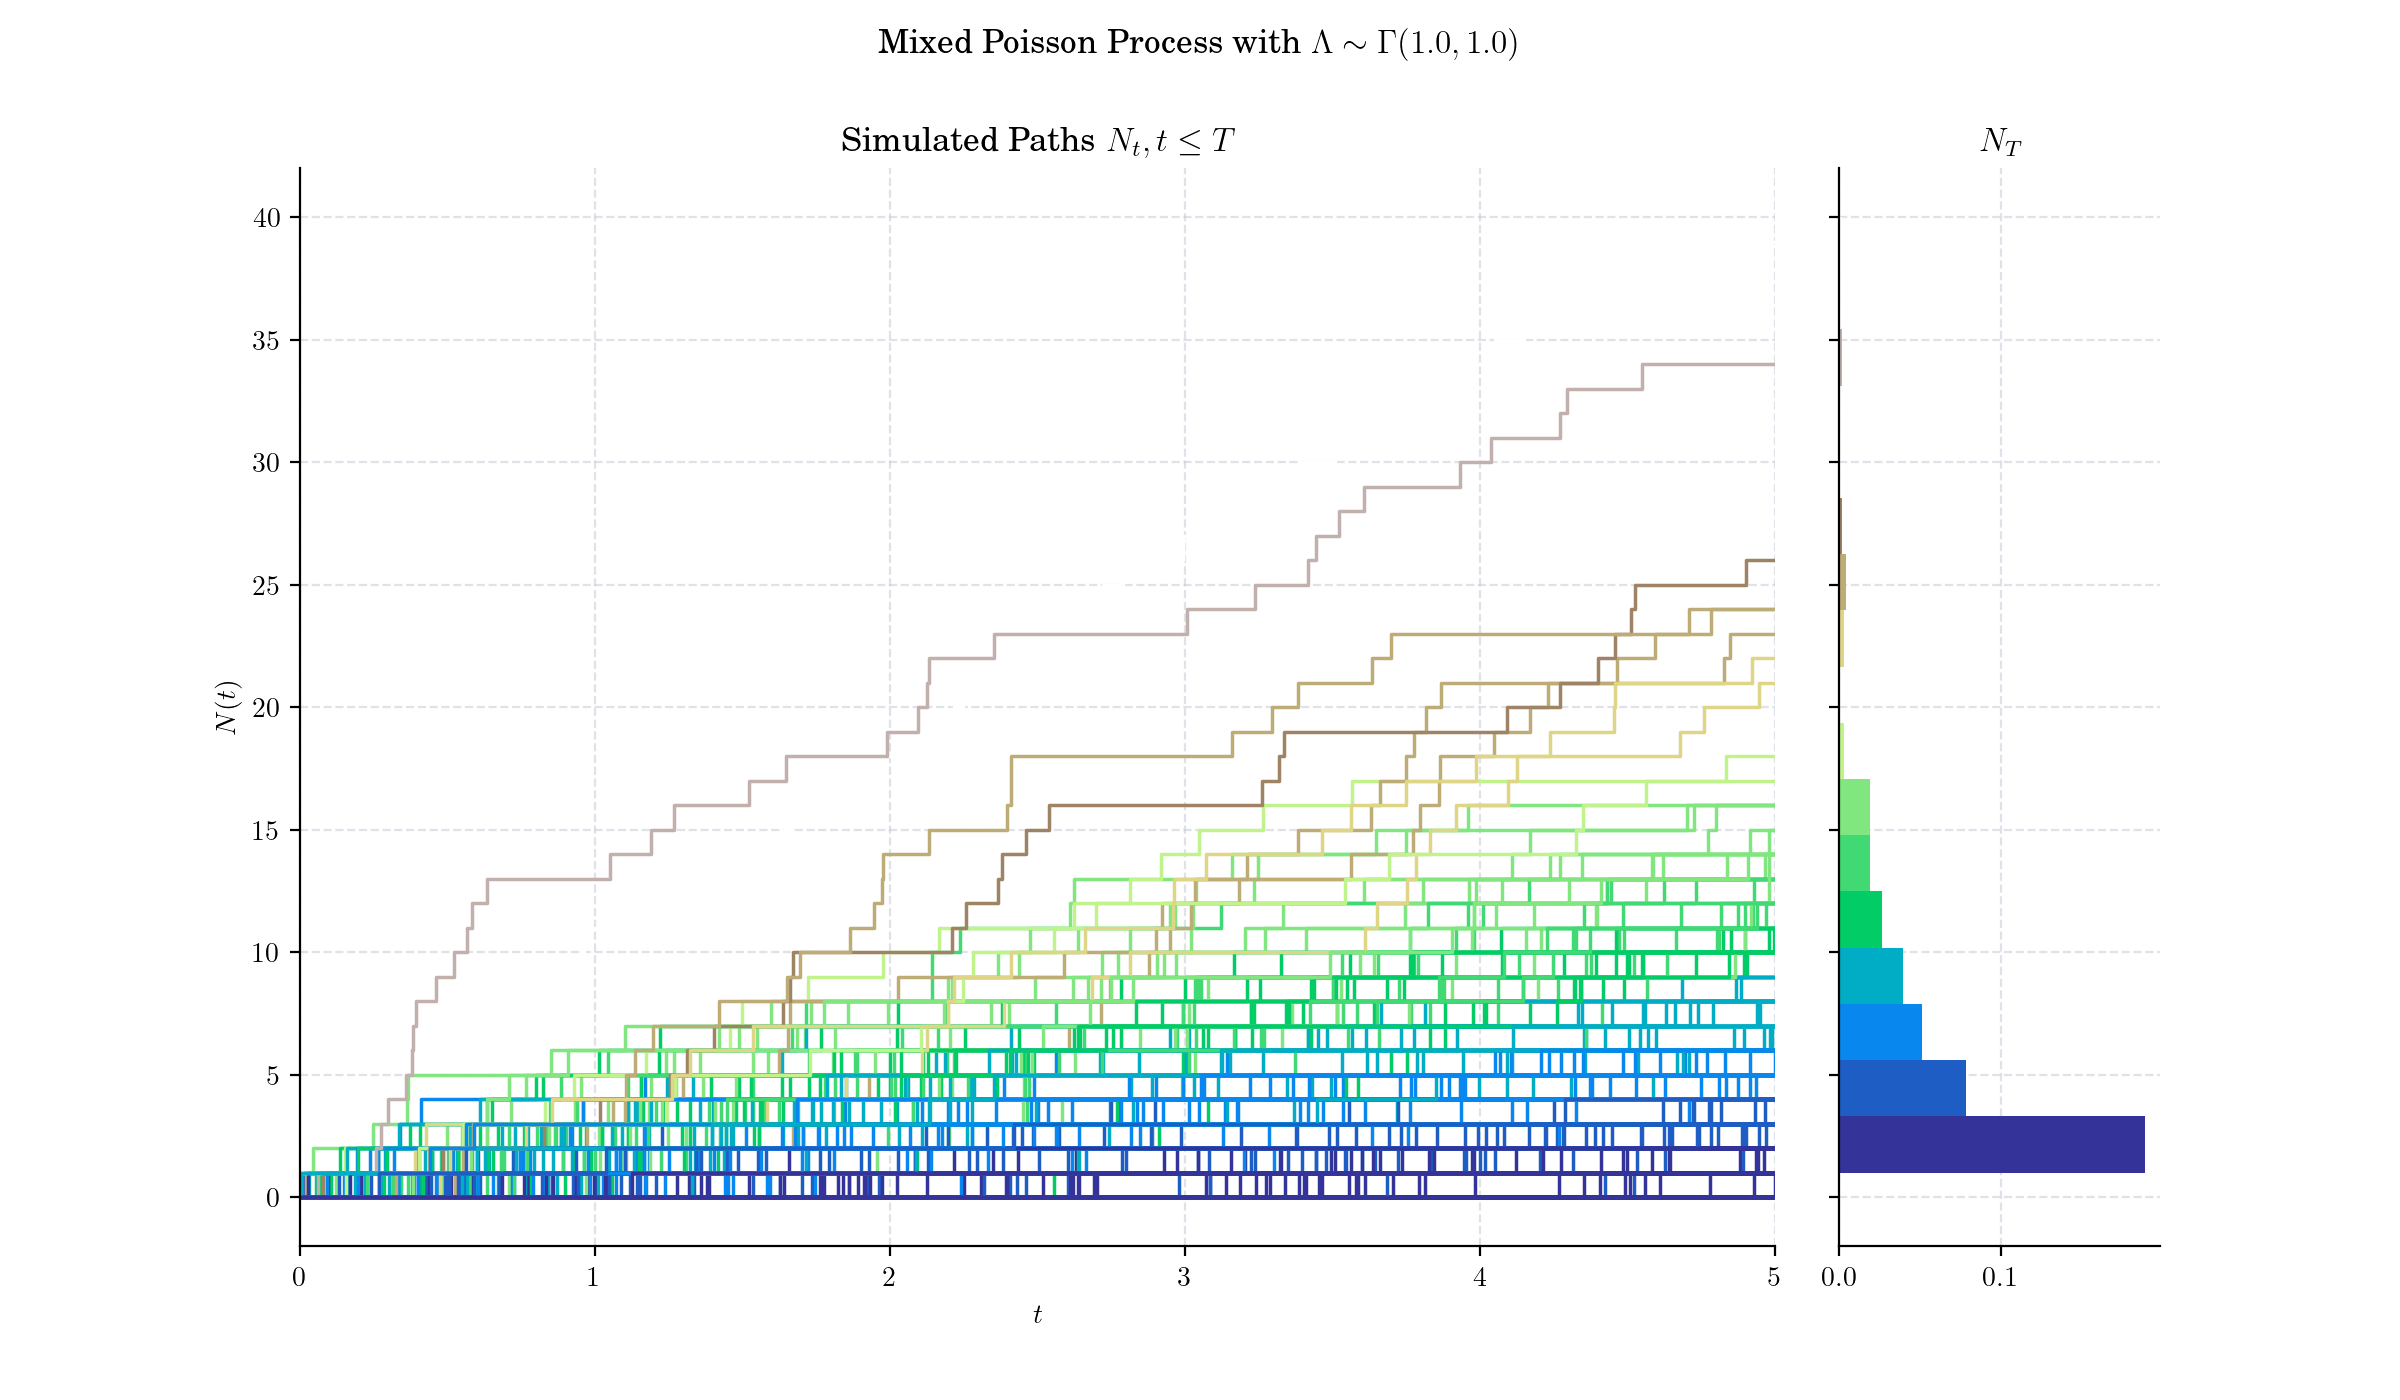 Mixed Poisson Process with Λ ∼ Γ(1.0, 1.0)
Simulated Paths N_t, t ≤ T
N_T
40
35
30
25
20
15
10
5
0
N(t)
0 1 2 3 4 5
t
0.0 0.1